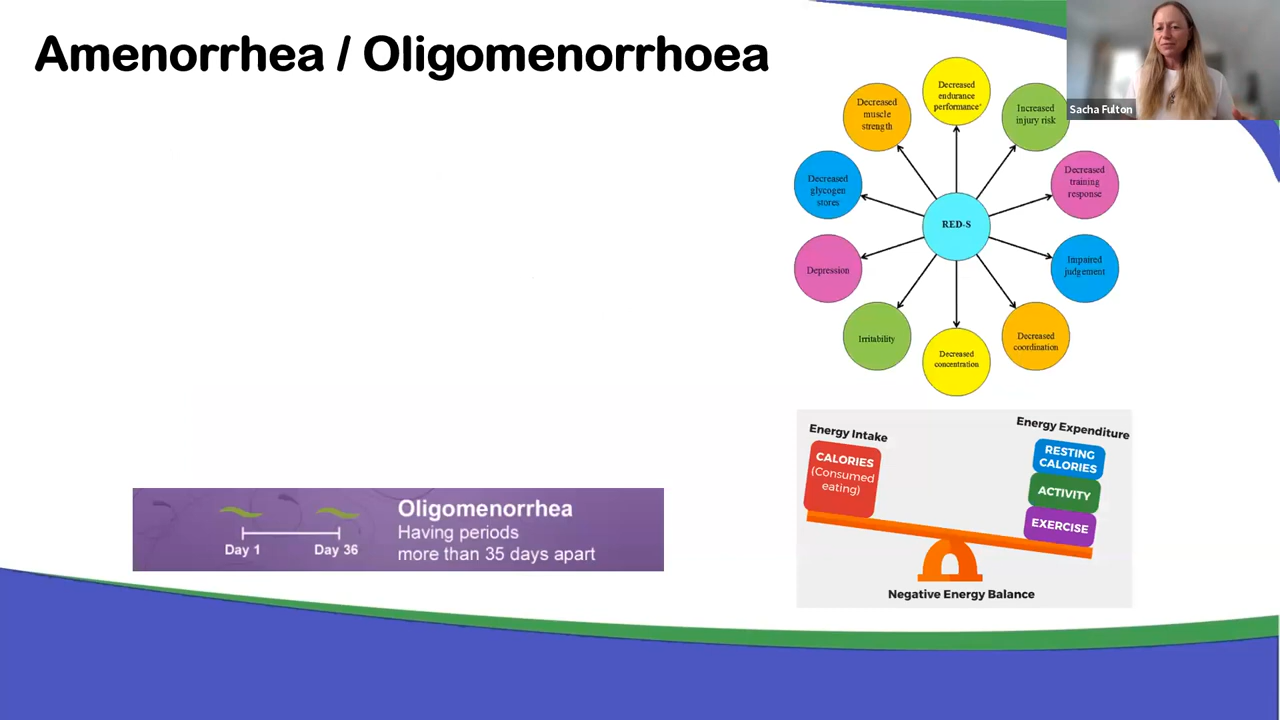 Amenorrhea / Oligomenorrhoea
Sacha Fulton
Decreased
endurance
performance*
Increased
injury risk
Decreased
training
response
Impaired
judgement
Decreased
coordination
Decreased
concentration
Irritability
Depression
Decreased
glycogen
stores
Decreased
muscle
strength
RED-S
Oligomenorrhea
Having periods
more than 35 days apart
Day 1
Day 36
Energy Intake
CALORIES
(Consumed
eating)
Energy Expenditure
RESTING
CALORIES
ACTIVITY
EXERCISE
Negative Energy Balance